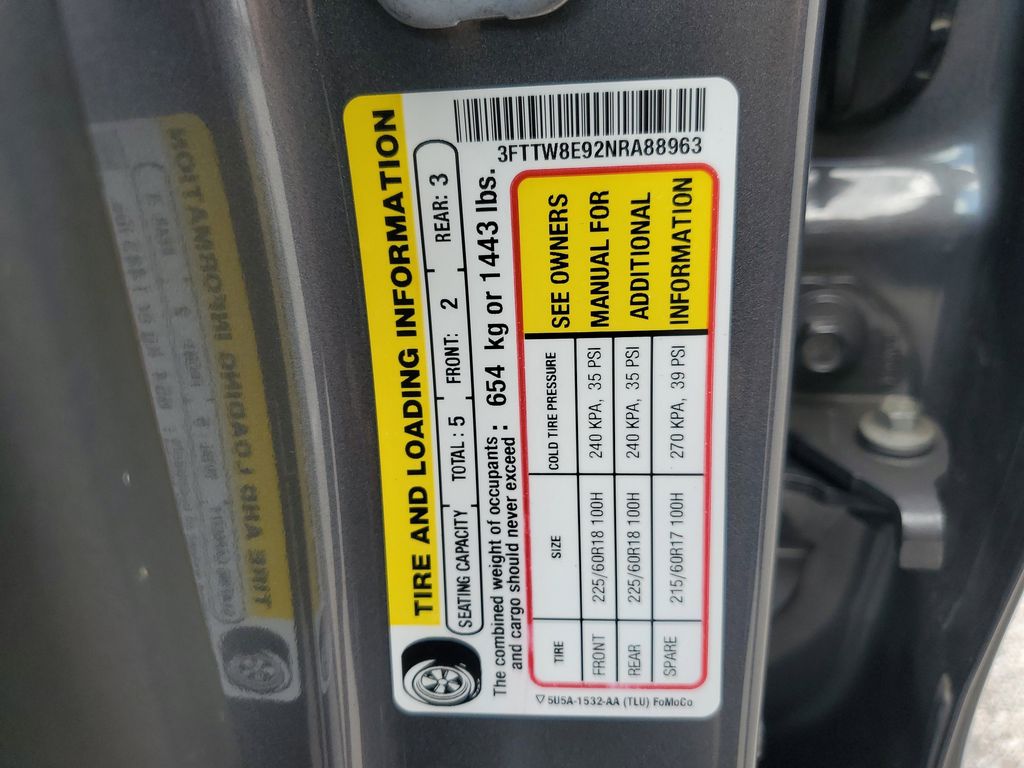 TIRE AND LOADING INFORMATION
SEATING CAPACITY TOTAL : 5 FRONT: 2 REAR: 3
The combined weight of occupants : 654 kg or 1443 lbs.
and cargo should never exceed :
3FTTW8E92NRA88963
TIRE SIZE COLD TIRE PRESSURE SEE OWNERS
FRONT 225/60R18 100H 240 KPA, 35 PSI MANUAL FOR
REAR 225/60R18 100H 240 KPA, 35 PSI ADDITIONAL
SPARE 215/60R17 100H 270 KPA, 39 PSI INFORMATION
5U5A-1532-AA (TLU) FoMoCo